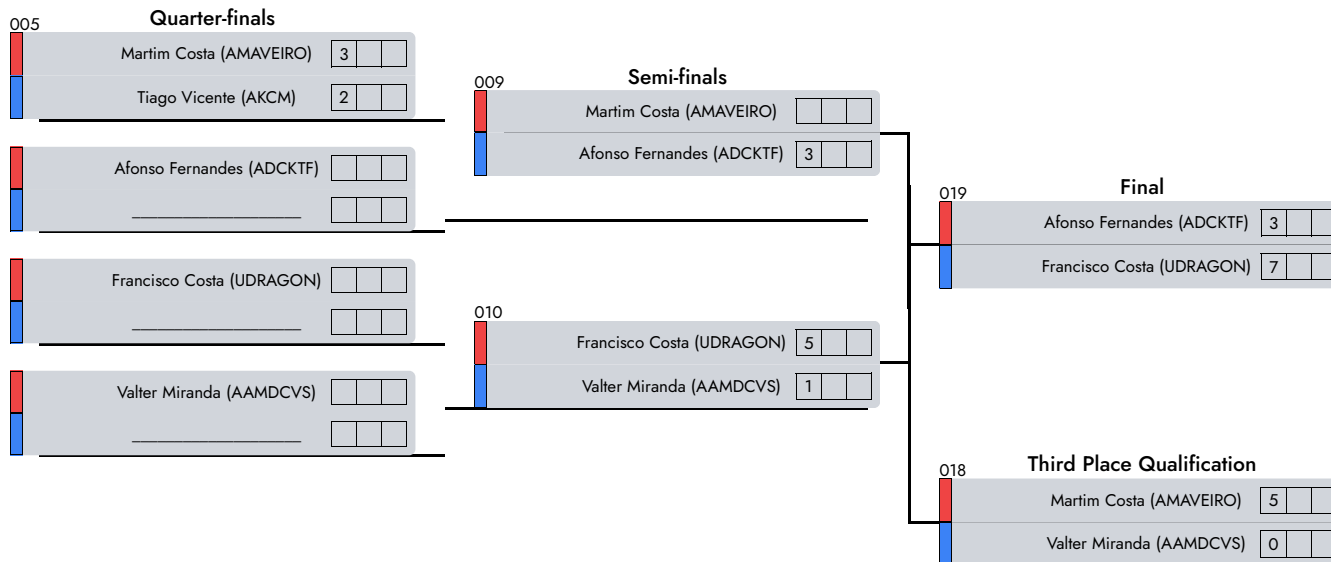 Quarter-finals
005
Martim Costa (AMAVEIRO) 3
Tiago Vicente (AKCM) 2
Afonso Fernandes (ADCKTF)
____________________
Francisco Costa (UDRAGON)
____________________
Valter Miranda (AAMDCVS)
____________________
Semi-finals
009
Martim Costa (AMAVEIRO)
Afonso Fernandes (ADCKTF) 3
010
Francisco Costa (UDRAGON) 5
Valter Miranda (AAMDCVS) 1
Final
019
Afonso Fernandes (ADCKTF) 3
Francisco Costa (UDRAGON) 7
Third Place Qualification
018
Martim Costa (AMAVEIRO) 5
Valter Miranda (AAMDCVS) 0